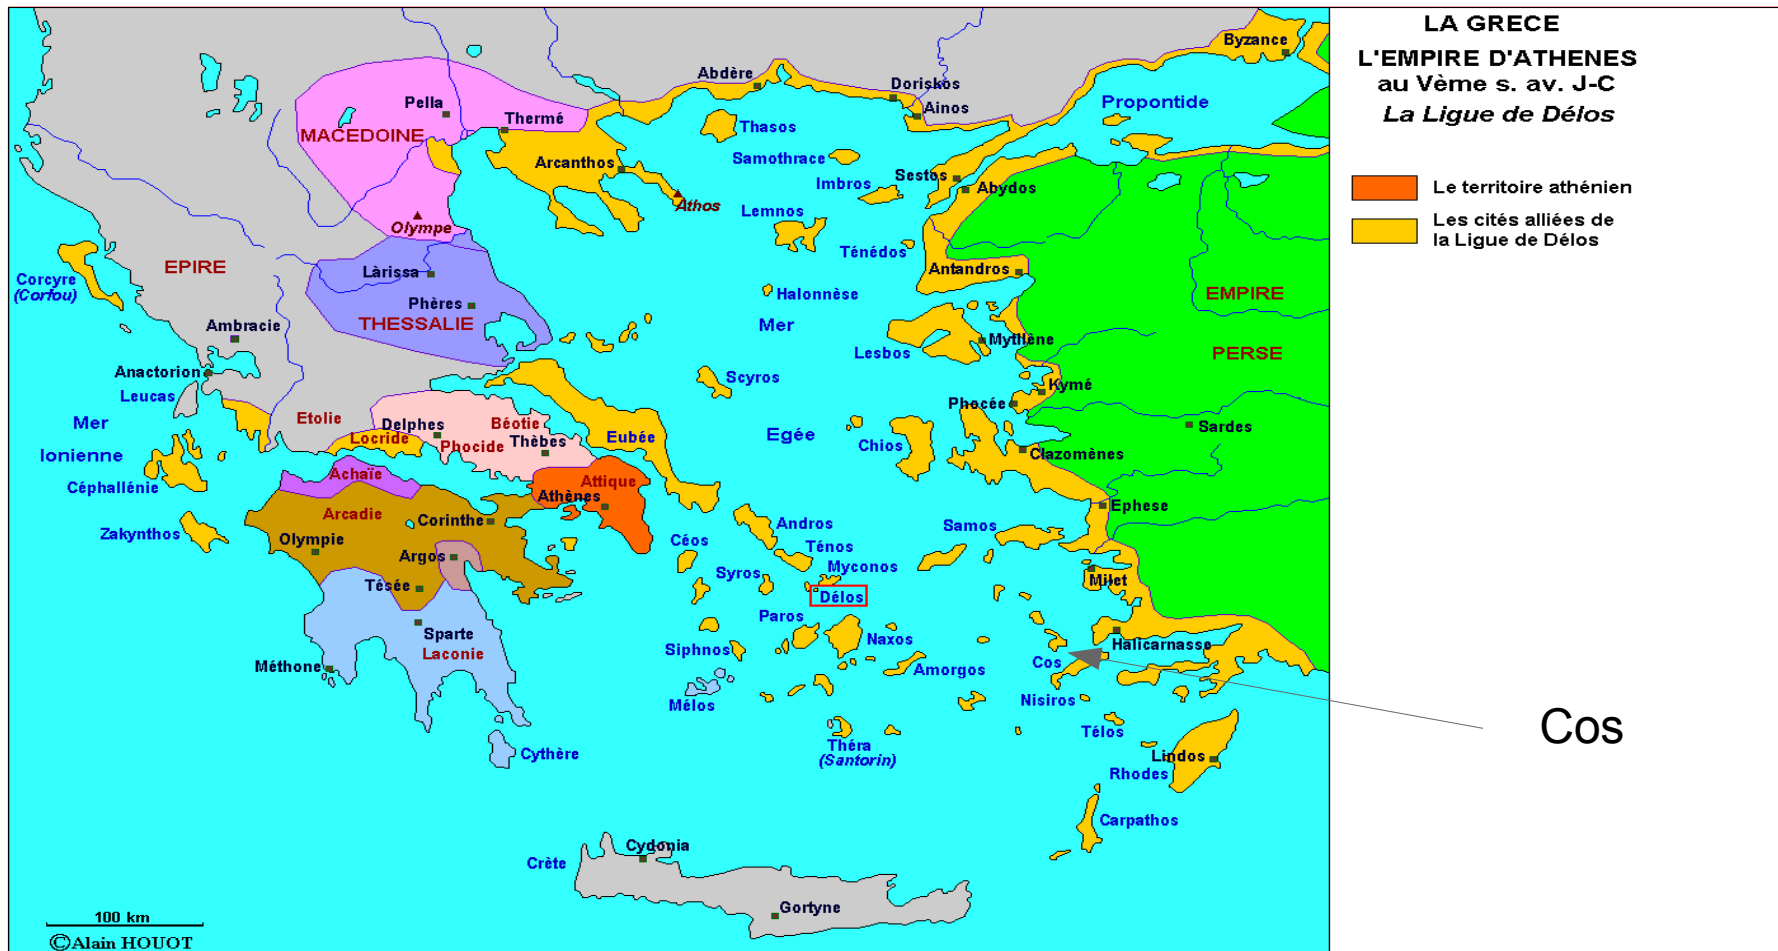 LA GRECE
L'EMPIRE D'ATHENES
au Vème s. av. J-C
La Ligue de Délos
Le territoire athénien
Les cités alliées de
la Ligue de Délos
Byzance
Abdère
Doriskos
Ainos
Propontide
Pella
Thermé
MACEDOINE
Thasos
Samothrace
Arcanthos
Imbros
Sestos
Abydos
Athos
Lemnos
Olympe
Ténédos
EPIRE
Làrissa
Antandros
Corcyre
(Corfou)
Halonnèse
EMPIRE
Phères
THESSALIE
Mer
Ambracie
Mytllène
Lesbos
PERSE
Anactorion
Scyros
Kymé
Leucas
Phocée
Mer
Etolie
Delphes
Béotie
Sardes
Locride
Phocide
Thèbes
Eubée
Egée
Chios
Ionienne
Clazomènes
Achaïe
Attique
Céphallénie
Athènes
Ephese
Arcadie
Corinthe
Andros
Samos
Zakynthos
Olympie
Argos
Céos
Ténos
Myconos
Syros
Milet
Tésée
Délos
Paros
Sparte
Naxos
Halicarnasse
Laconie
Siphnos
Cos
Méthone
Amorgos
Nisiros
Mélos
Cos
Télos
Théra
(Santorin)
Cythère
Lindos
Rhodes
Carpathos
Cydonia
Crète
Gortyne
100 km
©Alain HOUOT